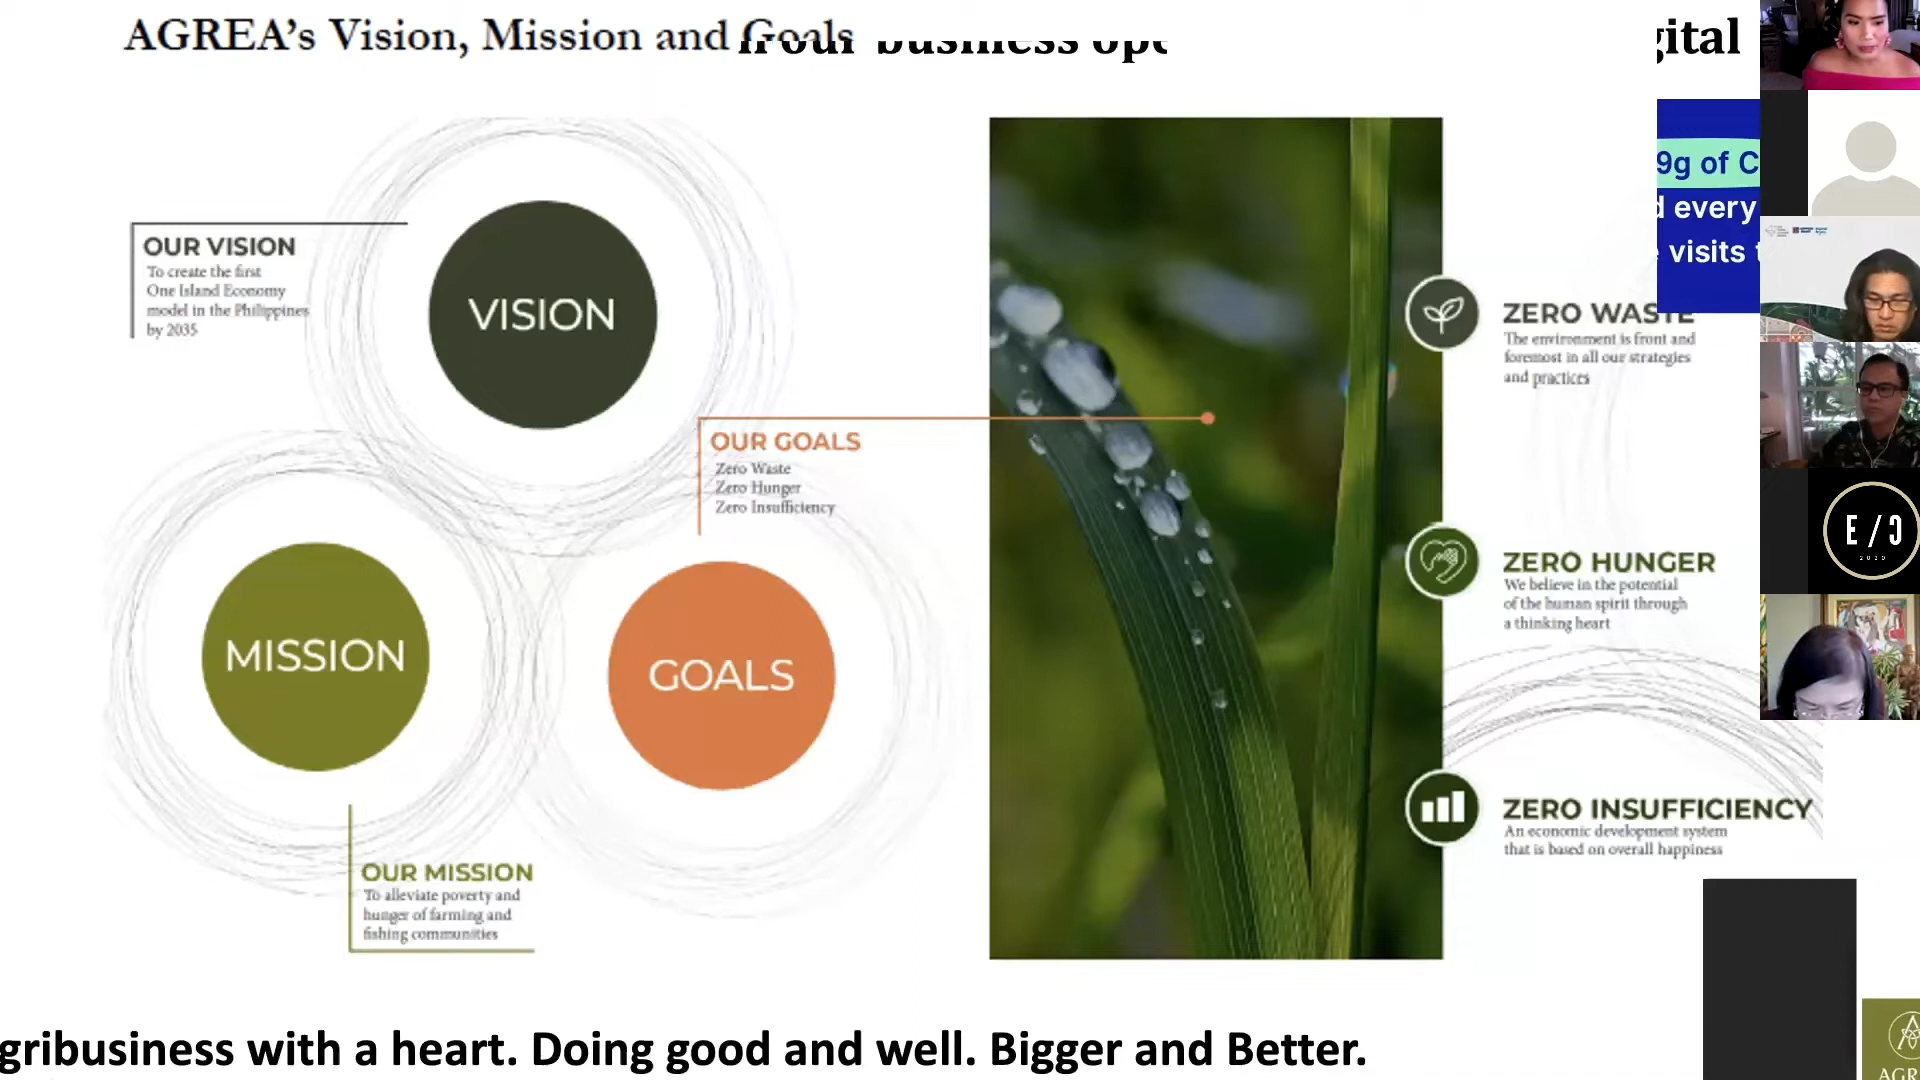 AGREA's Vision, Mission and Goals
business
gital
9g of C
every
visits
OUR VISION
To create the first
One Island Economy
model in the Philippines
by 2035
VISION
OUR GOALS
Zero Waste
Zero Hunger
Zero Insufficiency
MISSION
GOALS
OUR MISSION
To alleviate poverty and
hunger of farming and
fishing communities
ZERO WASTE
The environment is front and
foremost in all our strategies
and practices
ZERO HUNGER
We believe in the potential
of the human spirit through
a thinking heart
ZERO INSUFFICIENCY
An economic development system
that is based on overall happiness
2020
gribusiness with a heart. Doing good and well. Bigger and Better.
AGR